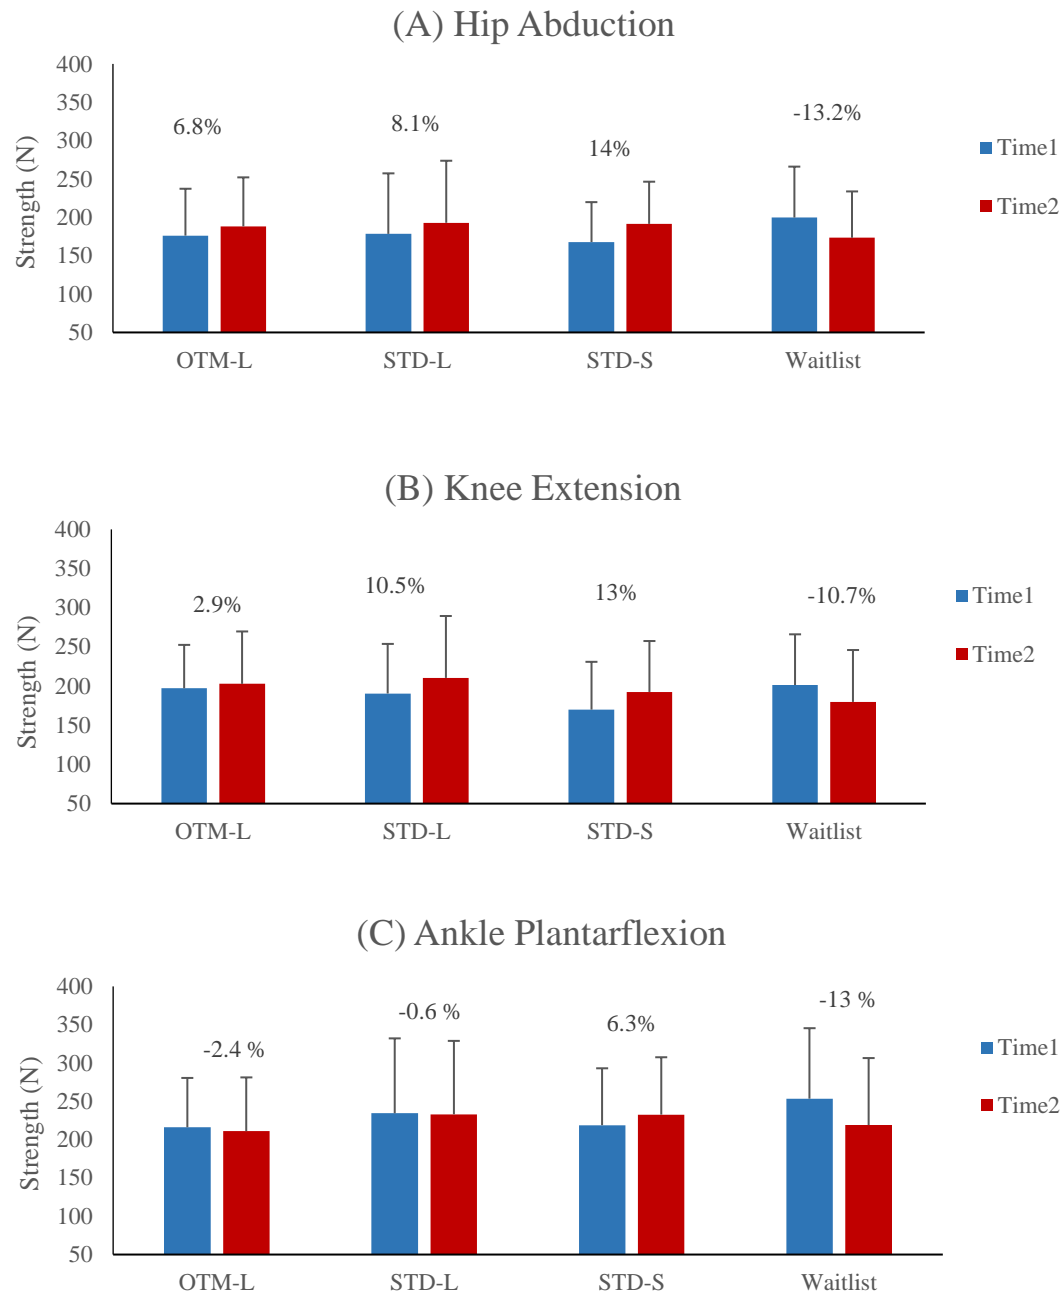 (A) Hip Abduction
400
350
300
250
200
150
100
50
Strength (N)
6.8%
8.1%
14%
-13.2%
Time1
Time2
OTM-L
STD-L
STD-S
Waitlist
(B) Knee Extension
400
350
300
250
200
150
100
50
Strength (N)
2.9%
10.5%
13%
-10.7%
Time1
Time2
OTM-L
STD-L
STD-S
Waitlist
(C) Ankle Plantarflexion
400
350
300
250
200
150
100
50
Strength (N)
-2.4 %
-0.6 %
6.3%
-13 %
Time1
Time2
OTM-L
STD-L
STD-S
Waitlist